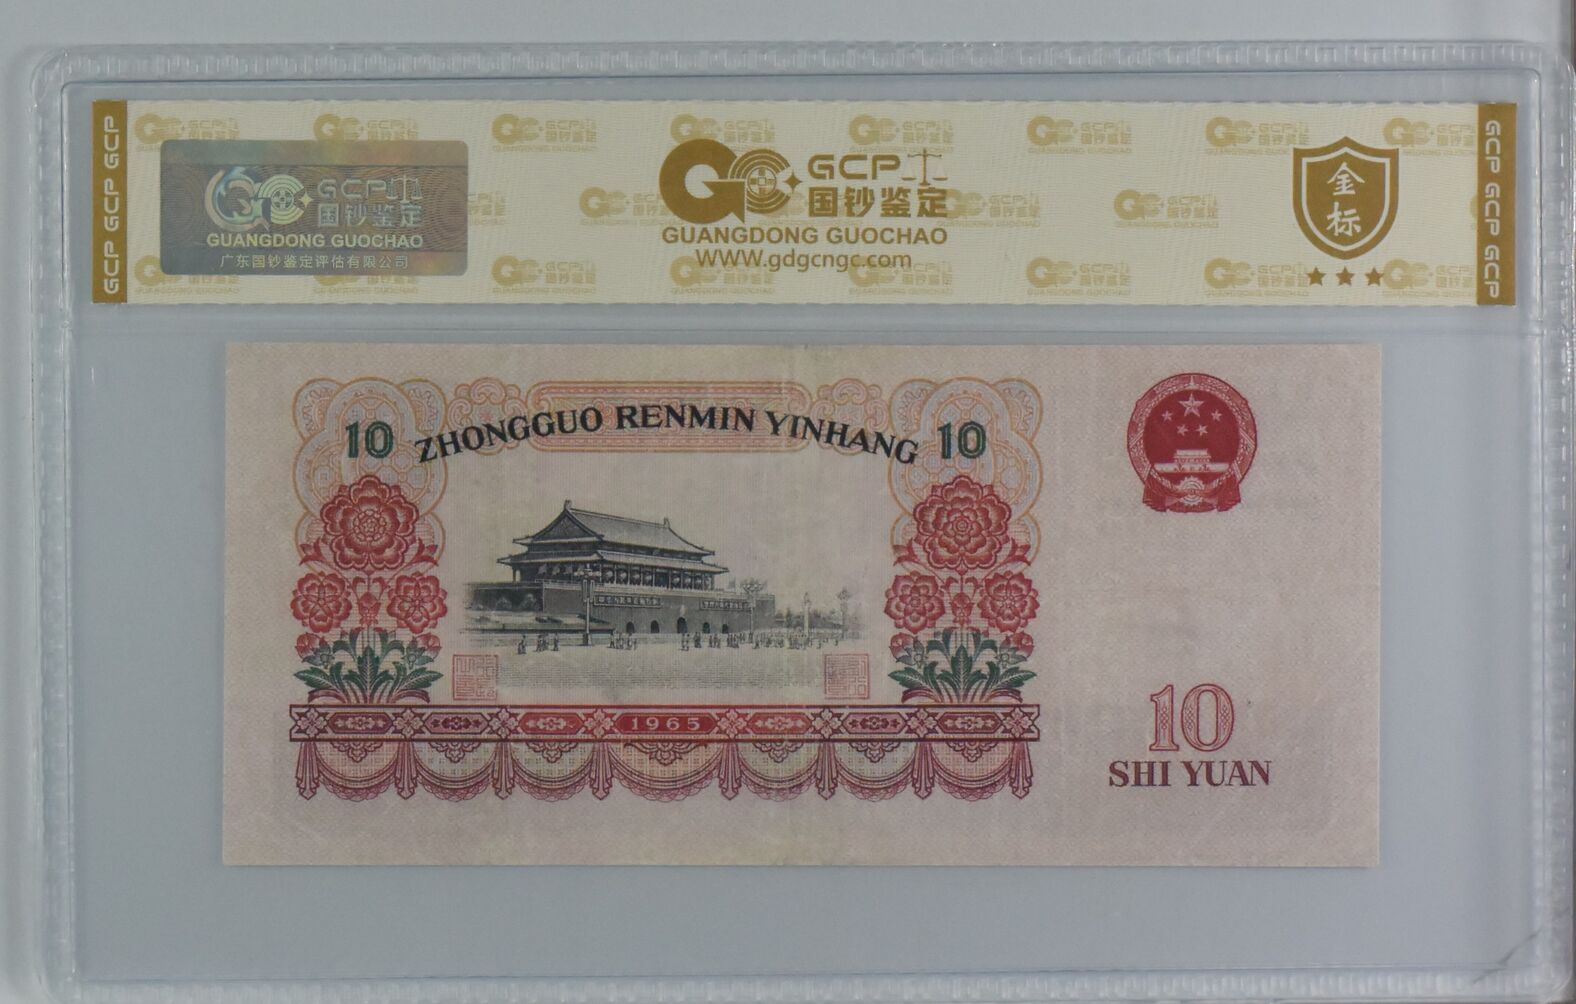 GCP GCP GCP
GCP
国钞鉴定
GUANGDONG GUOCHAO
广东国钞鉴定评估有限公司
GCP
国钞鉴定
GUANGDONG GUOCHAO
WWW.gdgcngc.com
金
标
GCP GCP GCP
ZHONGGUO RENMIN YINHANG
10
10
1965
10
SHI YUAN